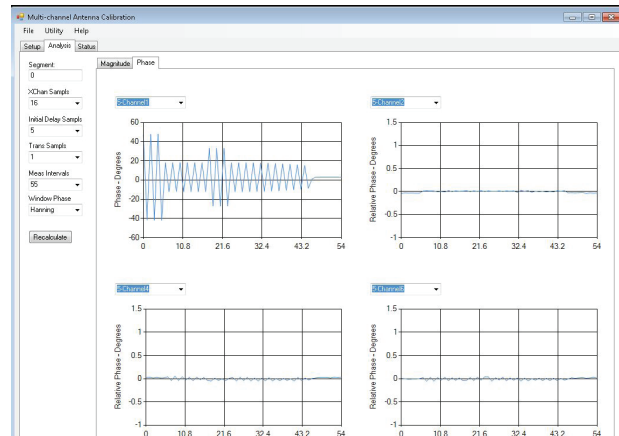 Multi-channel Antenna Calibration
File Utility Help
Setup Analysis Status
Segment:
0
XChan Sampls
16
Initial Delay Sampls
5
Trans Sampls
1
Meas Intervals
55
Window Phase
Hanning
Recalculate
Magnitude Phase
S-Channel1
60
40
20
0
-20
-40
-60
Phase - Degrees
0 10.8 21.6 32.4 43.2 54
S-Channel2
1.5
1
0.5
0
-0.5
-1
Relative Phase - Degrees
0 10.8 21.6 32.4 43.2 54
S-Channel4
1.5
1
0.5
0
-0.5
-1
Relative Phase - Degrees
0 10.8 21.6 32.4 43.2 54
S-Channel6
1.5
1
0.5
0
-0.5
-1
Relative Phase - Degrees
0 10.8 21.6 32.4 43.2 54